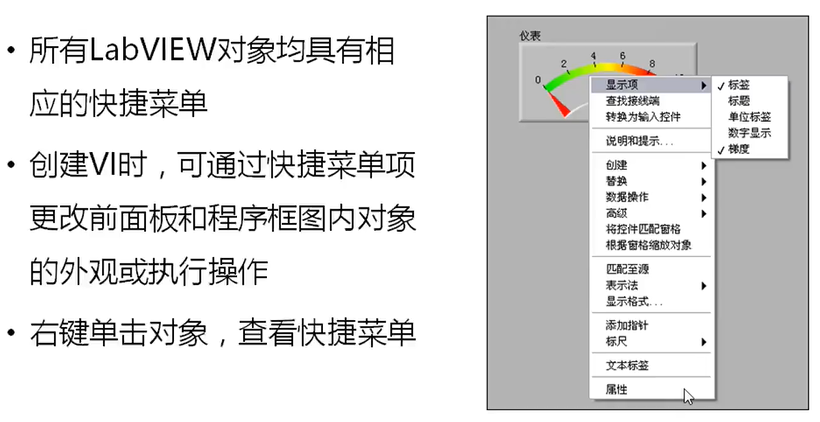 • 所有LabVIEW对象均具有相
应的快捷菜单
• 创建VI时，可通过快捷菜单项
更改前面板和程序框图内对象
的外观或执行操作
• 右键单击对象，查看快捷菜单
仪表
0 2 4 6 8
显示项
查找接线端
转换为输入控件
说明和提示...
创建
替换
数据操作
高级
将控件匹配窗格
根据窗格缩放对象
匹配至源
表示法
显示格式...
添加指针
标尺
文本标签
属性
✓ 标签
标题
单位标签
数字显示
✓ 梯度